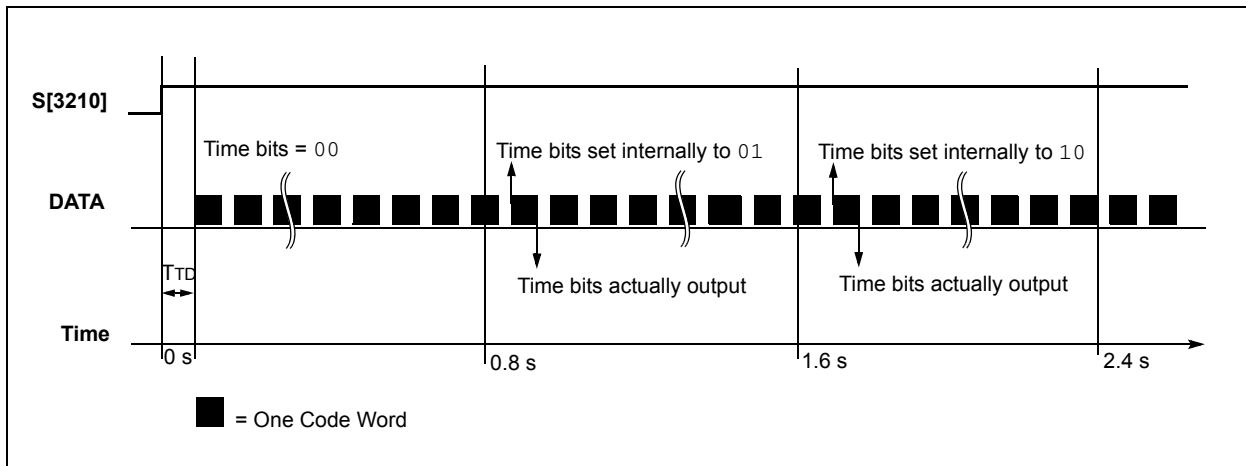 S[3210]
Time bits = 00
Time bits set internally to 01
Time bits set internally to 10
DATA
TTD
Time bits actually output
Time bits actually output
Time
0 s
0.8 s
1.6 s
2.4 s
= One Code Word